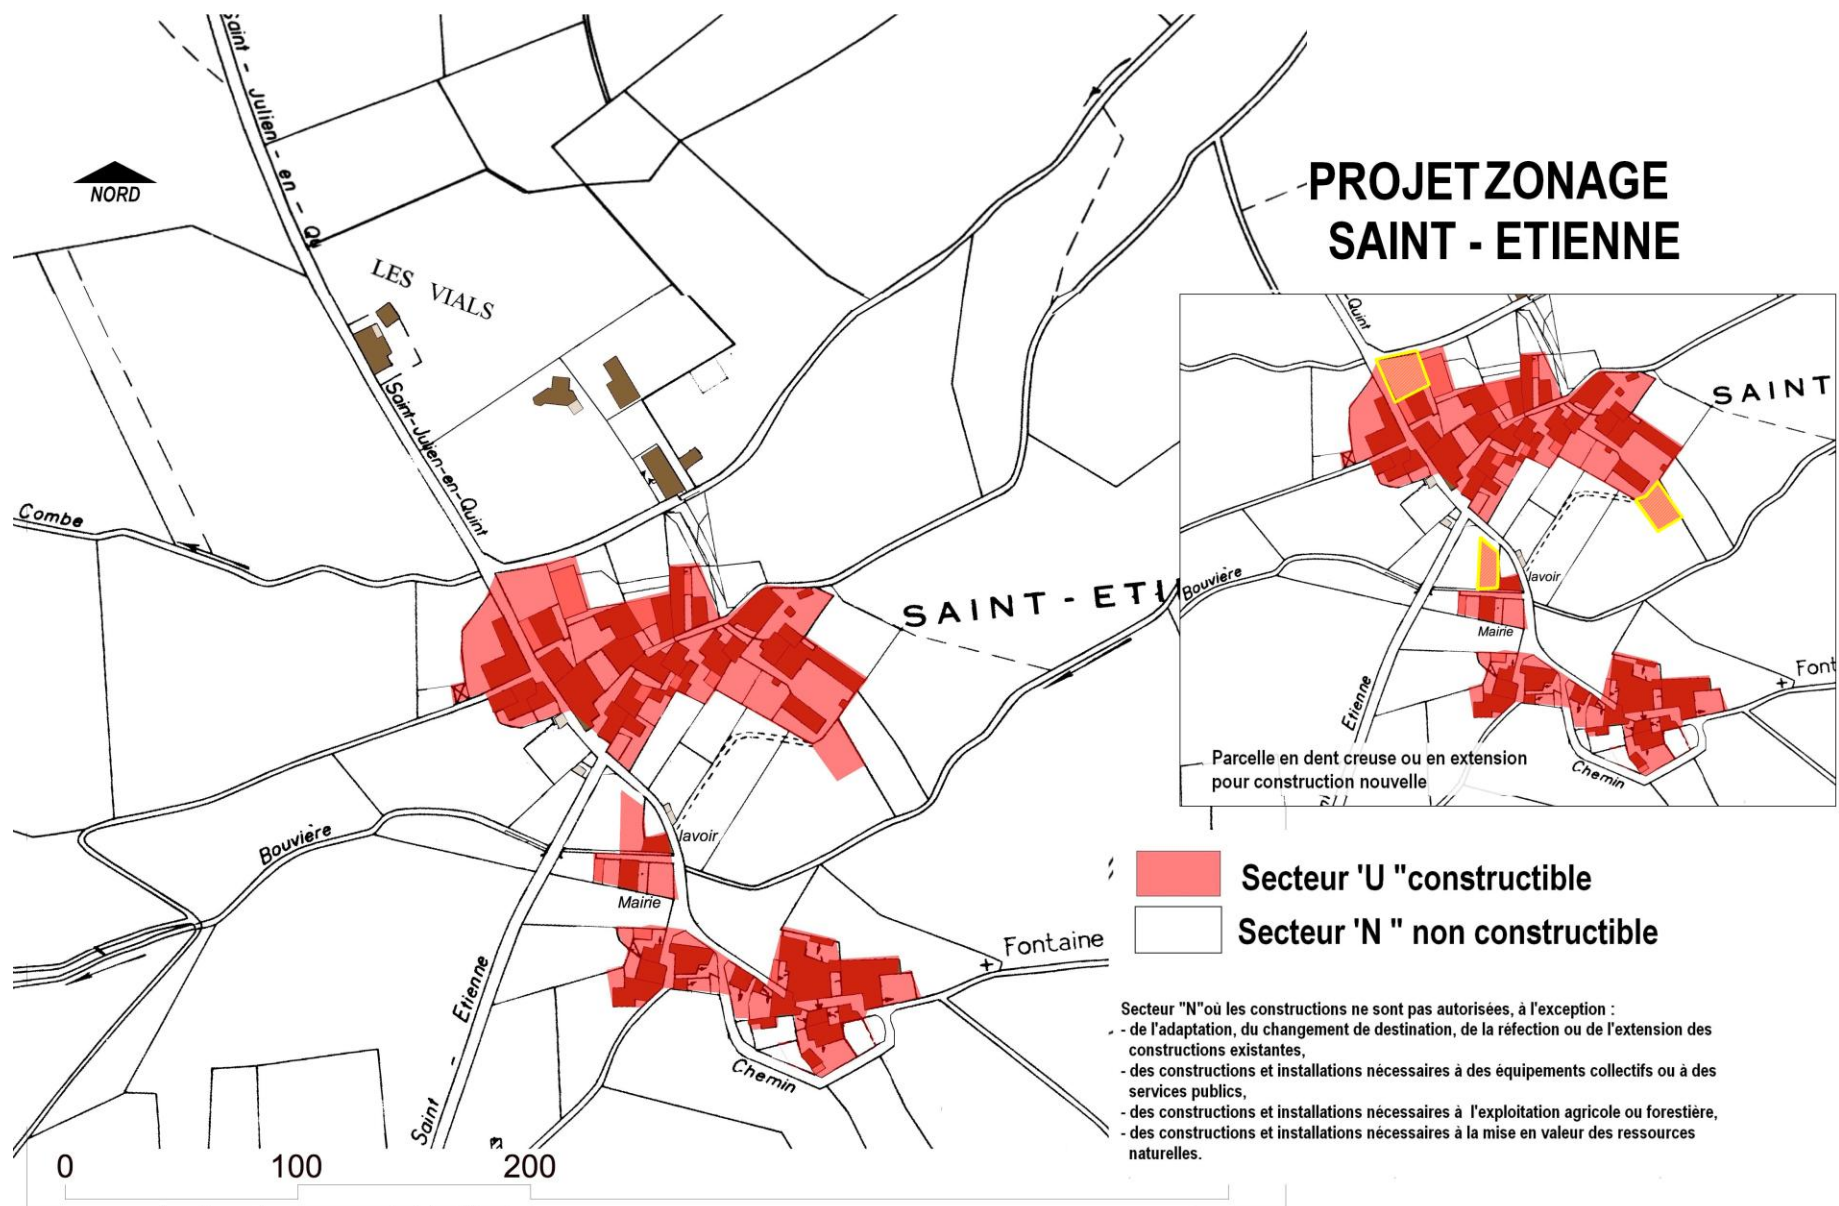 Saint - Julien - en - Qu
NORD
LES VIALS
PROJET ZONAGE
SAINT - ETIENNE
Saint-Julien-en-Quint
Combe
SAINT - ETI
Bouvière
lavoir
Mairie
Fontaine
Saint - Etienne
Chemin
0 100 200
Quint
SAINT
Bouvière
lavoir
Mairie
Font
Etienne
Chemin
Parcelle en dent creuse ou en extension
pour construction nouvelle
Secteur 'U "constructible
Secteur 'N " non constructible
Secteur "N"où les constructions ne sont pas autorisées, à l'exception :
- de l'adaptation, du changement de destination, de la réfection ou de l'extension des
constructions existantes,
- des constructions et installations nécessaires à des équipements collectifs ou à des
services publics,
- des constructions et installations nécessaires à l'exploitation agricole ou forestière,
- des constructions et installations nécessaires à la mise en valeur des ressources
naturelles.